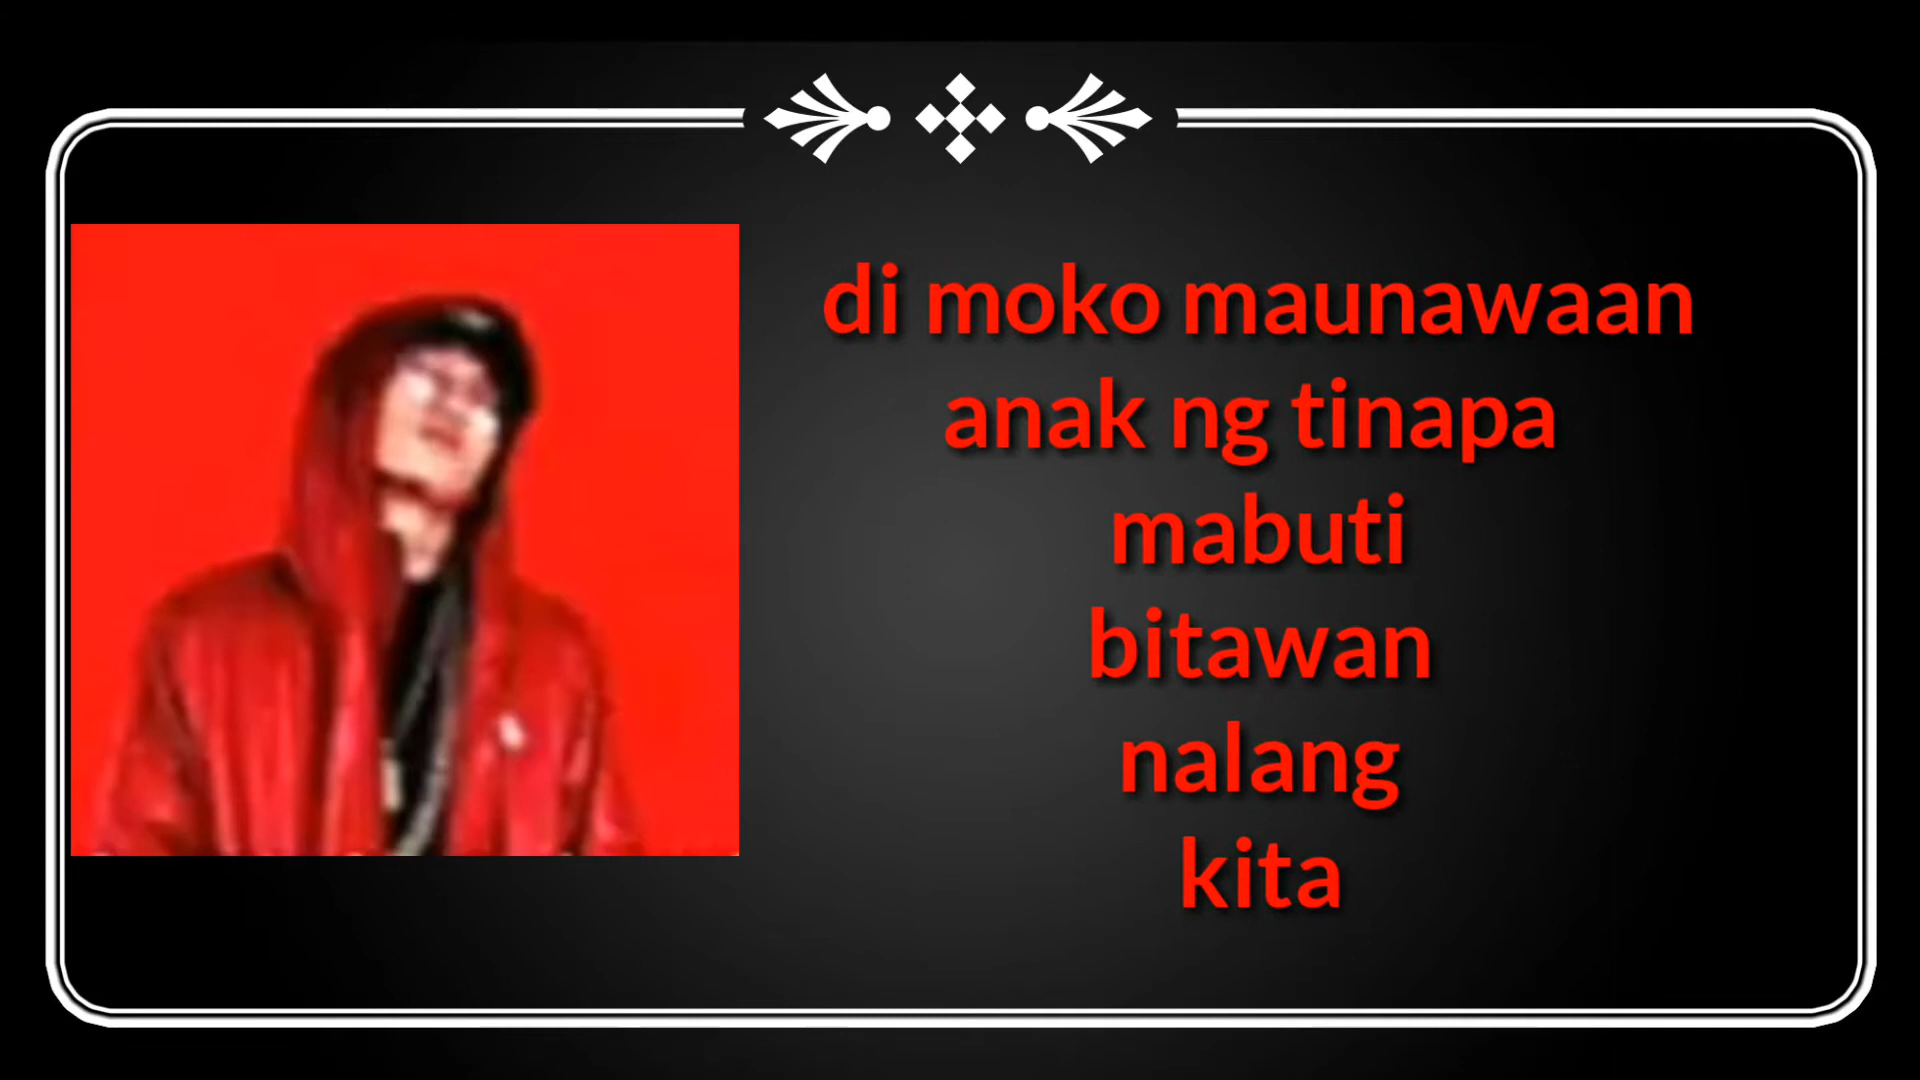 di moko maunawaan
anak ng tinapa
mabuti
bitawan
nalang
kita